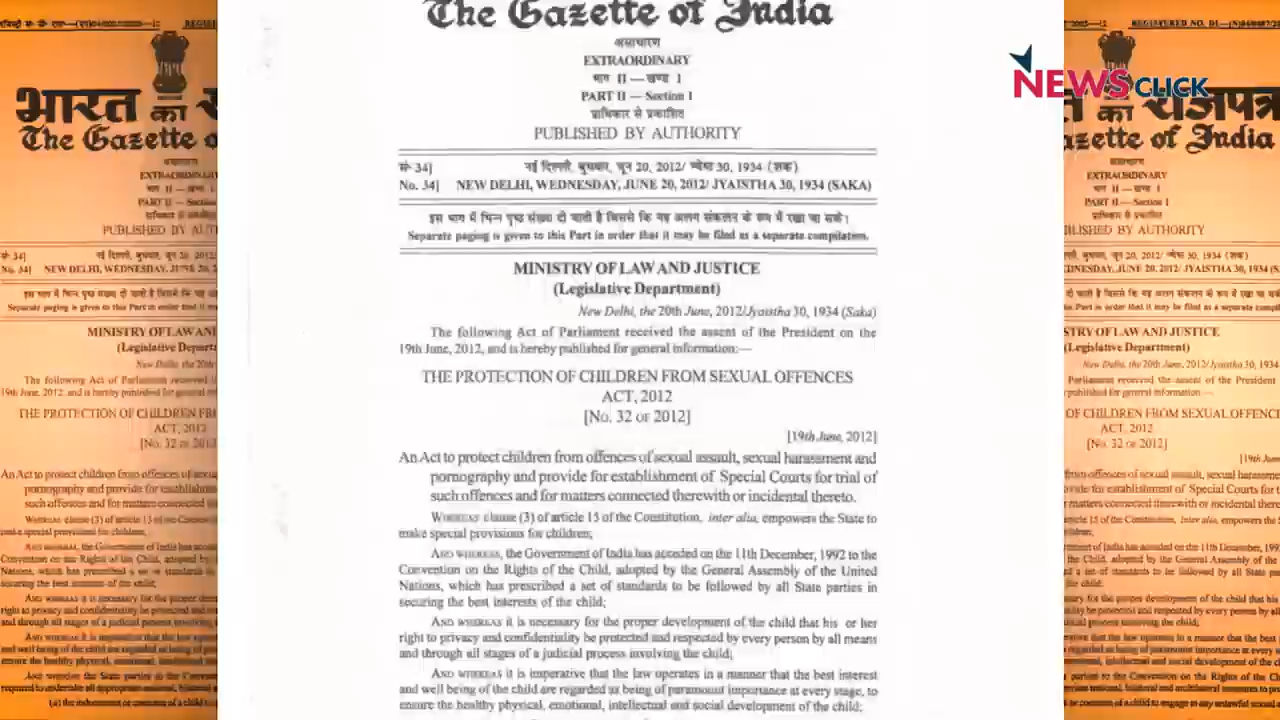 The Gazette of India
असाधारण
EXTRAORDINARY
भाग II — खण्ड 1
PART II — Section 1
प्राधिकार से प्रकाशित
PUBLISHED BY AUTHORITY
सं॰ 34] नई दिल्ली, बुधवार, जून 20, 2012/ ज्येष्ठ 30, 1934 (शक)
No. 34] NEW DELHI, WEDNESDAY, JUNE 20, 2012/ JYAISTHA 30, 1934 (SAKA)
इस भाग में भिन्न पृष्ठ संख्या दी जाती है जिससे कि यह अलग संकलन के रूप में रखा जा सके।
Separate paging is given to this Part in order that it may be filed as a separate compilation.
MINISTRY OF LAW AND JUSTICE
(Legislative Department)
New Delhi, the 20th June, 2012/Jyaistha 30, 1934 (Saka)
The following Act of Parliament received the assent of the President on the
19th June, 2012, and is hereby published for general information:—
THE PROTECTION OF CHILDREN FROM SEXUAL OFFENCES
ACT, 2012
[No. 32 OF 2012]
[19th June, 2012]
An Act to protect children from offences of sexual assault, sexual harassment and
pornography and provide for establishment of Special Courts for trial of
such offences and for matters connected therewith or incidental thereto.
WHEREAS clause (3) of article 15 of the Constitution, inter alia, empowers the State to
make special provisions for children;
AND WHEREAS, the Government of India has acceded on the 11th December, 1992 to the
Convention on the Rights of the Child, adopted by the General Assembly of the United
Nations, which has prescribed a set of standards to be followed by all State parties in
securing the best interests of the child;
AND WHEREAS it is necessary for the proper development of the child that his or her
right to privacy and confidentiality be protected and respected by every person by all means
and through all stages of a judicial process involving the child;
AND WHEREAS it is imperative that the law operates in a manner that the best interest
and well being of the child are regarded as being of paramount importance at every stage, to
ensure the healthy physical, emotional, intellectual and social development of the child;
NEWSCLICK